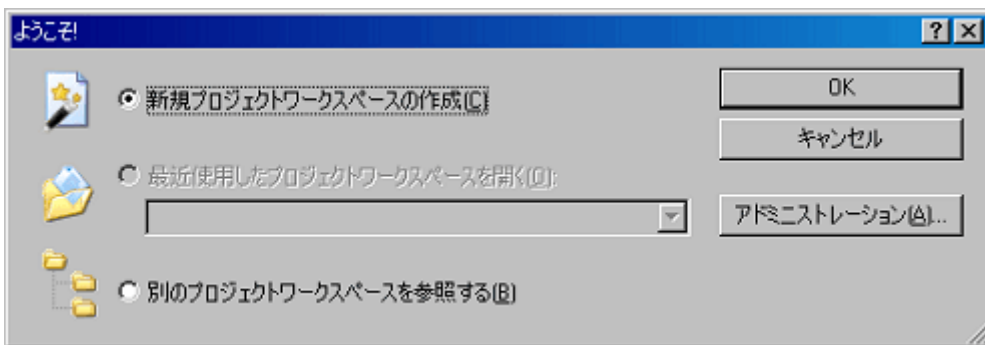 ようこそ!
新規プロジェクトワークスペースの作成(C)
OK
キャンセル
最近使用したプロジェクトワークスペースを開く(O):
アドミニストレーション(A)...
別のプロジェクトワークスペースを参照する(B)